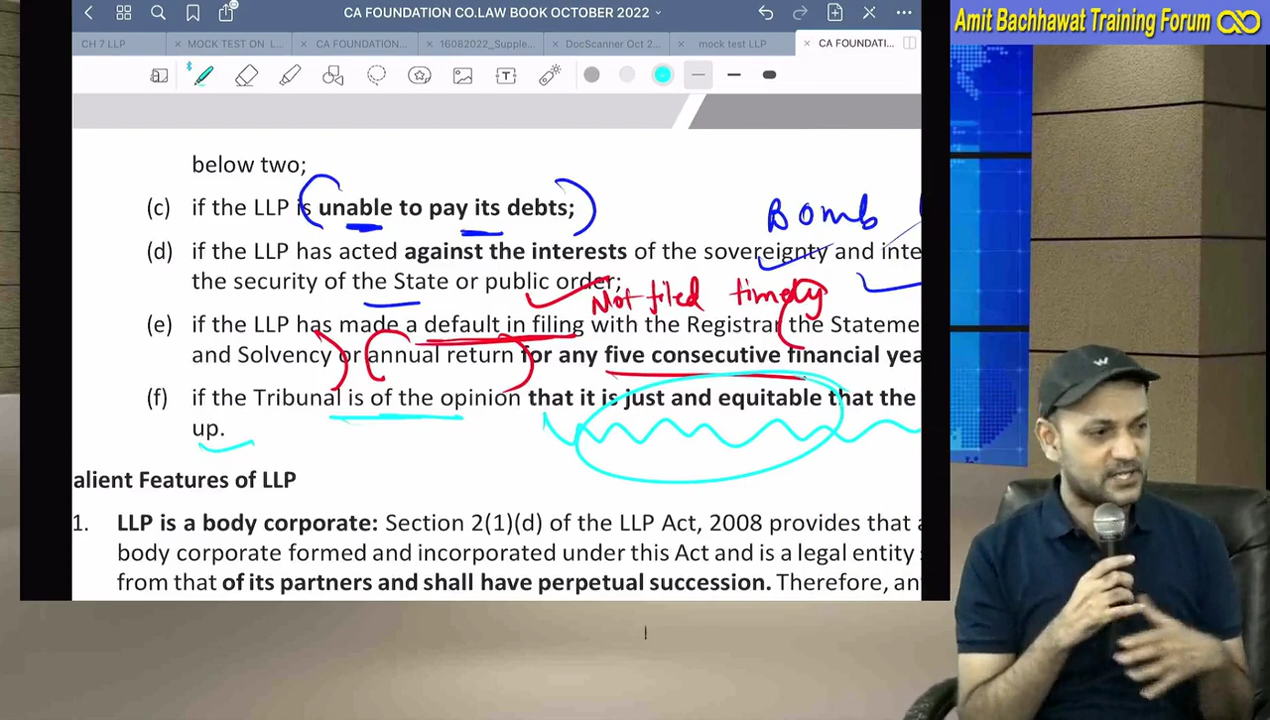 CA FOUNDATION CO.LAW BOOK OCTOBER 2022
Amit Bachhawat Training Forum
CH 7 LLP
MOCK TEST ON L...
CA FOUNDATION...
16082022_Supple...
DocScanner Oct 2...
mock test LLP
CA FOUNDATI...
below two;
(c) if the LLP is unable to pay its debts;
Bomb
(d) if the LLP has acted against the interests of the sovereignty and inte
the security of the State or public order;
Not filed timely
(e) if the LLP has made a default in filing with the Registrar the Stateme
and Solvency or annual return for any five consecutive financial yea
(f) if the Tribunal is of the opinion that it is just and equitable that the
up.
alient Features of LLP
1. LLP is a body corporate: Section 2(1)(d) of the LLP Act, 2008 provides that a
body corporate formed and incorporated under this Act and is a legal entity s
from that of its partners and shall have perpetual succession. Therefore, an